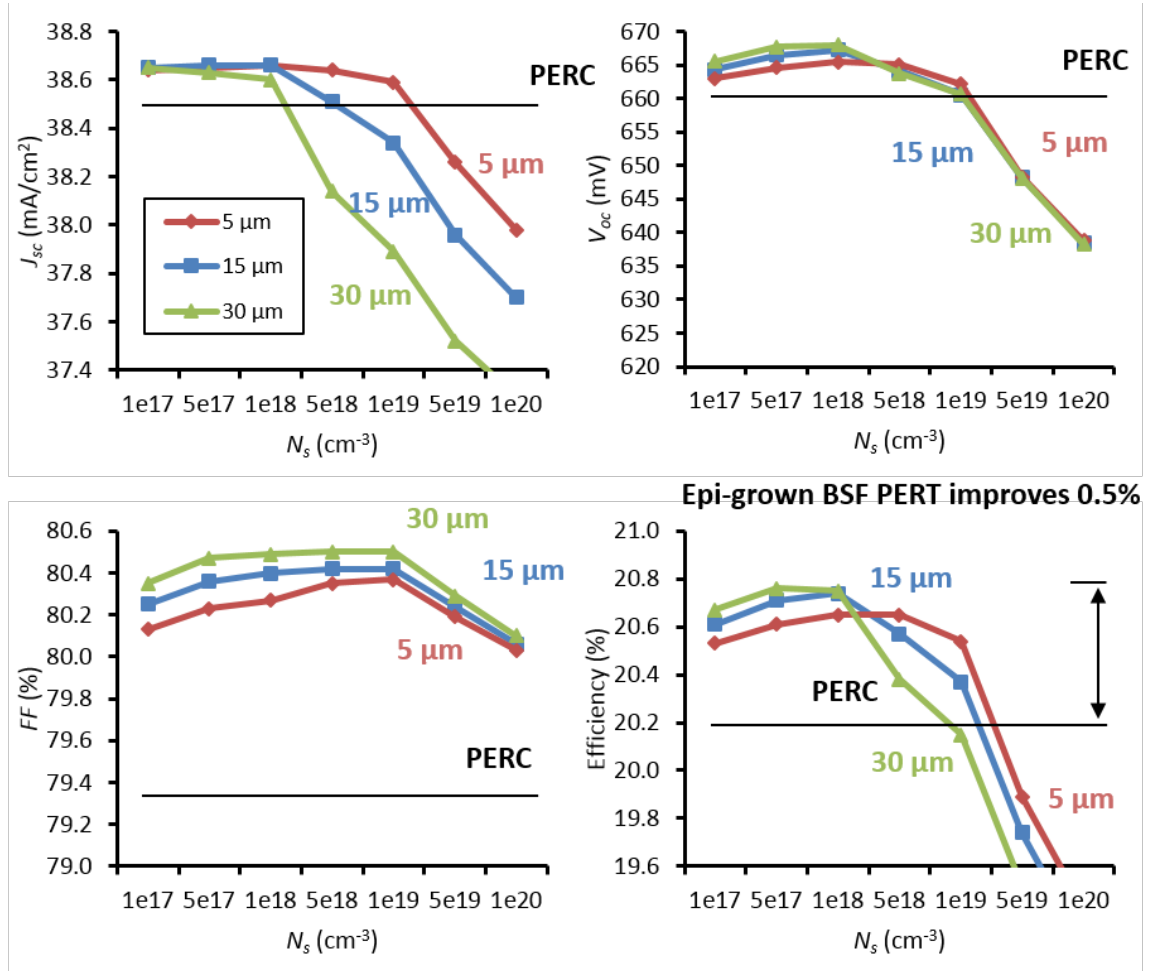 38.8
38.6
38.4
38.2
38.0
37.8
37.6
37.4
Jsc (mA/cm²)
PERC
5 µm
15 µm
30 µm
5 µm
15 µm
30 µm
1e17 5e17 1e18 5e18 1e19 5e19 1e20
Ns (cm-3)
670
665
660
655
650
645
640
635
630
625
620
Voc (mV)
PERC
15 µm
5 µm
30 µm
1e17 5e17 1e18 5e18 1e19 5e19 1e20
Ns (cm-3)
80.6
80.4
80.2
80.0
79.8
79.6
79.4
79.2
79.0
FF (%)
30 µm
15 µm
5 µm
PERC
1e17 5e17 1e18 5e18 1e19 5e19 1e20
Ns (cm-3)
Epi-grown BSF PERT improves 0.5%
21.0
20.8
20.6
20.4
20.2
20.0
19.8
19.6
Efficiency (%)
15 µm
PERC
30 µm
5 µm
1e17 5e17 1e18 5e18 1e19 5e19 1e20
Ns (cm-3)